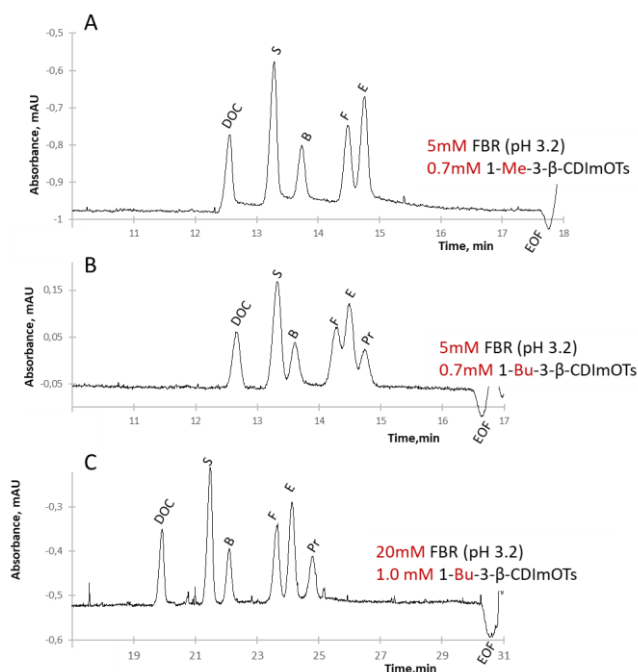 A
Absorbance, mAU
-0,5
-0,6
-0,7
-0,8
-0,9
-1
DOC
S
B
F
E
5mM FBR (pH 3.2)
0.7mM 1-Me-3-β-CDImOTs
EOF
11 12 13 14 15 16 17 18
Time, min
B
Absorbance, mAU
0,15
0,05
-0,05
DOC
S
B
F
E
Pr
5mM FBR (pH 3.2)
0.7mM 1-Bu-3-β-CDImOTs
EOF
11 12 13 14 15 16 17
Time,min
C
Absorbance, mAU
-0,3
-0,4
-0,5
-0,6
DOC
S
B
F
E
Pr
20mM FBR (pH 3.2)
1.0 mM 1-Bu-3-β-CDImOTs
EOF
19 21 23 25 27 29 31
Time,min